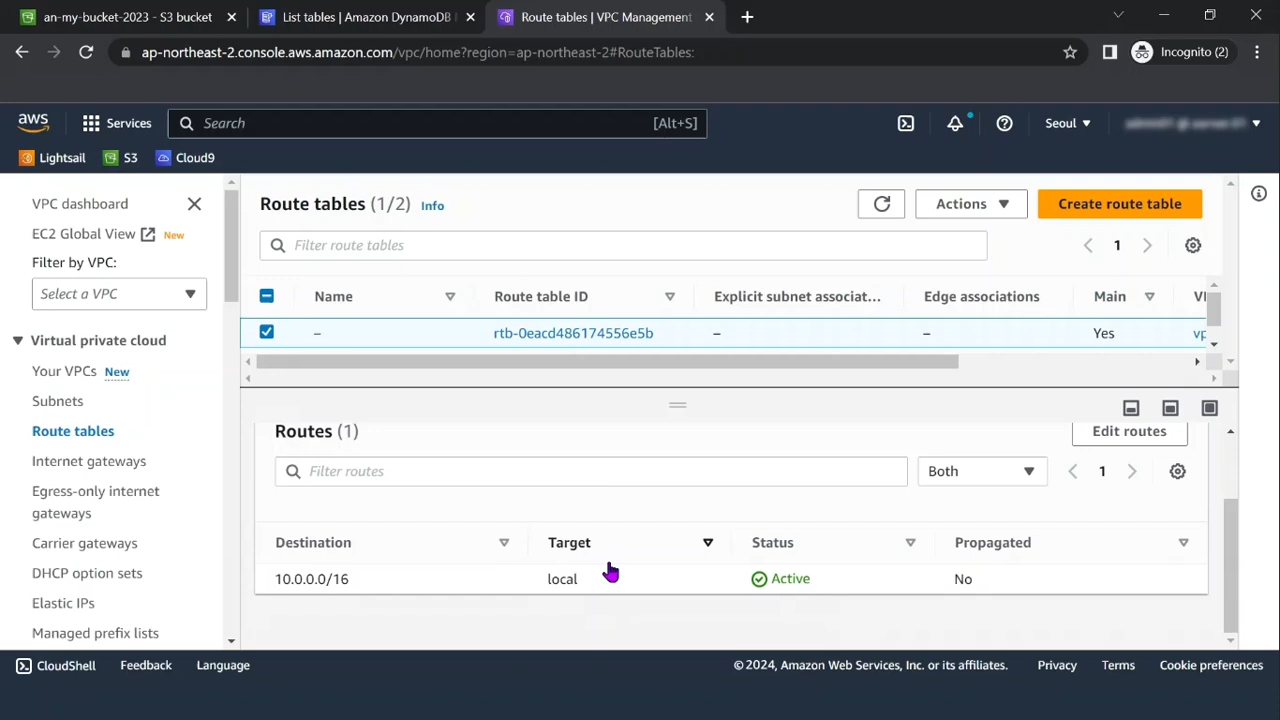 an-my-bucket-2023 - S3 bucket
List tables | Amazon DynamoDB
Route tables | VPC Management
ap-northeast-2.console.aws.amazon.com/vpc/home?region=ap-northeast-2#RouteTables:
Incognito (2)
aws
Services
Search
[Alt+S]
Seoul
Lightsail
S3
Cloud9
VPC dashboard
EC2 Global View New
Filter by VPC:
Select a VPC
Virtual private cloud
Your VPCs New
Subnets
Route tables
Internet gateways
Egress-only internet
gateways
Carrier gateways
DHCP option sets
Elastic IPs
Managed prefix lists
Route tables (1/2) Info
Actions
Create route table
Filter route tables
1
Name Route table ID Explicit subnet associat... Edge associations Main
– rtb-0eacd486174556e5b – – Yes vp
Routes (1)
Edit routes
Filter routes
Both
1
Destination Target Status Propagated
10.0.0.0/16 local Active No
CloudShell Feedback Language
© 2024, Amazon Web Services, Inc. or its affiliates. Privacy Terms Cookie preferences